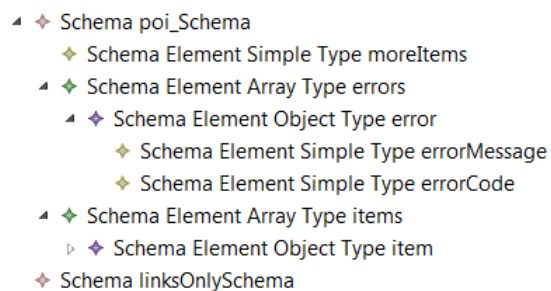 Schema poi_Schema
Schema Element Simple Type moreItems
Schema Element Array Type errors
Schema Element Object Type error
Schema Element Simple Type errorMessage
Schema Element Simple Type errorCode
Schema Element Array Type items
Schema Element Object Type item
Schema linksOnlySchema